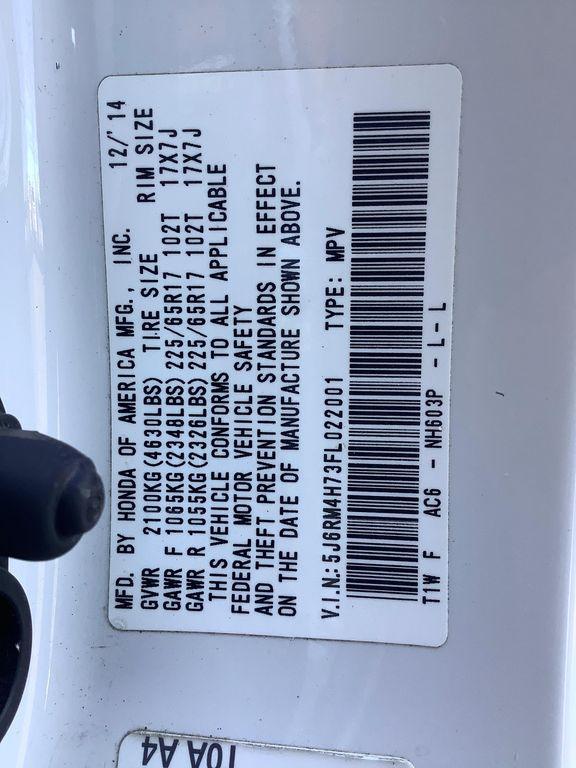 MFD. BY HONDA OF AMERICA MFG., INC. 12/'14
GVWR 2100KG(4630LBS) TIRE SIZE RIM SIZE
GAWR F 1065KG(2348LBS) 225/65R17 102T 17X7J
GAWR R 1055KG(2326LBS) 225/65R17 102T 17X7J
THIS VEHICLE CONFORMS TO ALL APPLICABLE
FEDERAL MOTOR VEHICLE SAFETY
AND THEFT PREVENTION STANDARDS IN EFFECT
ON THE DATE OF MANUFACTURE SHOWN ABOVE.
V.I.N.:5J6RM4H73FL022001 TYPE: MPV
T1W F AC6 - NH603P - L - L
T0A A4